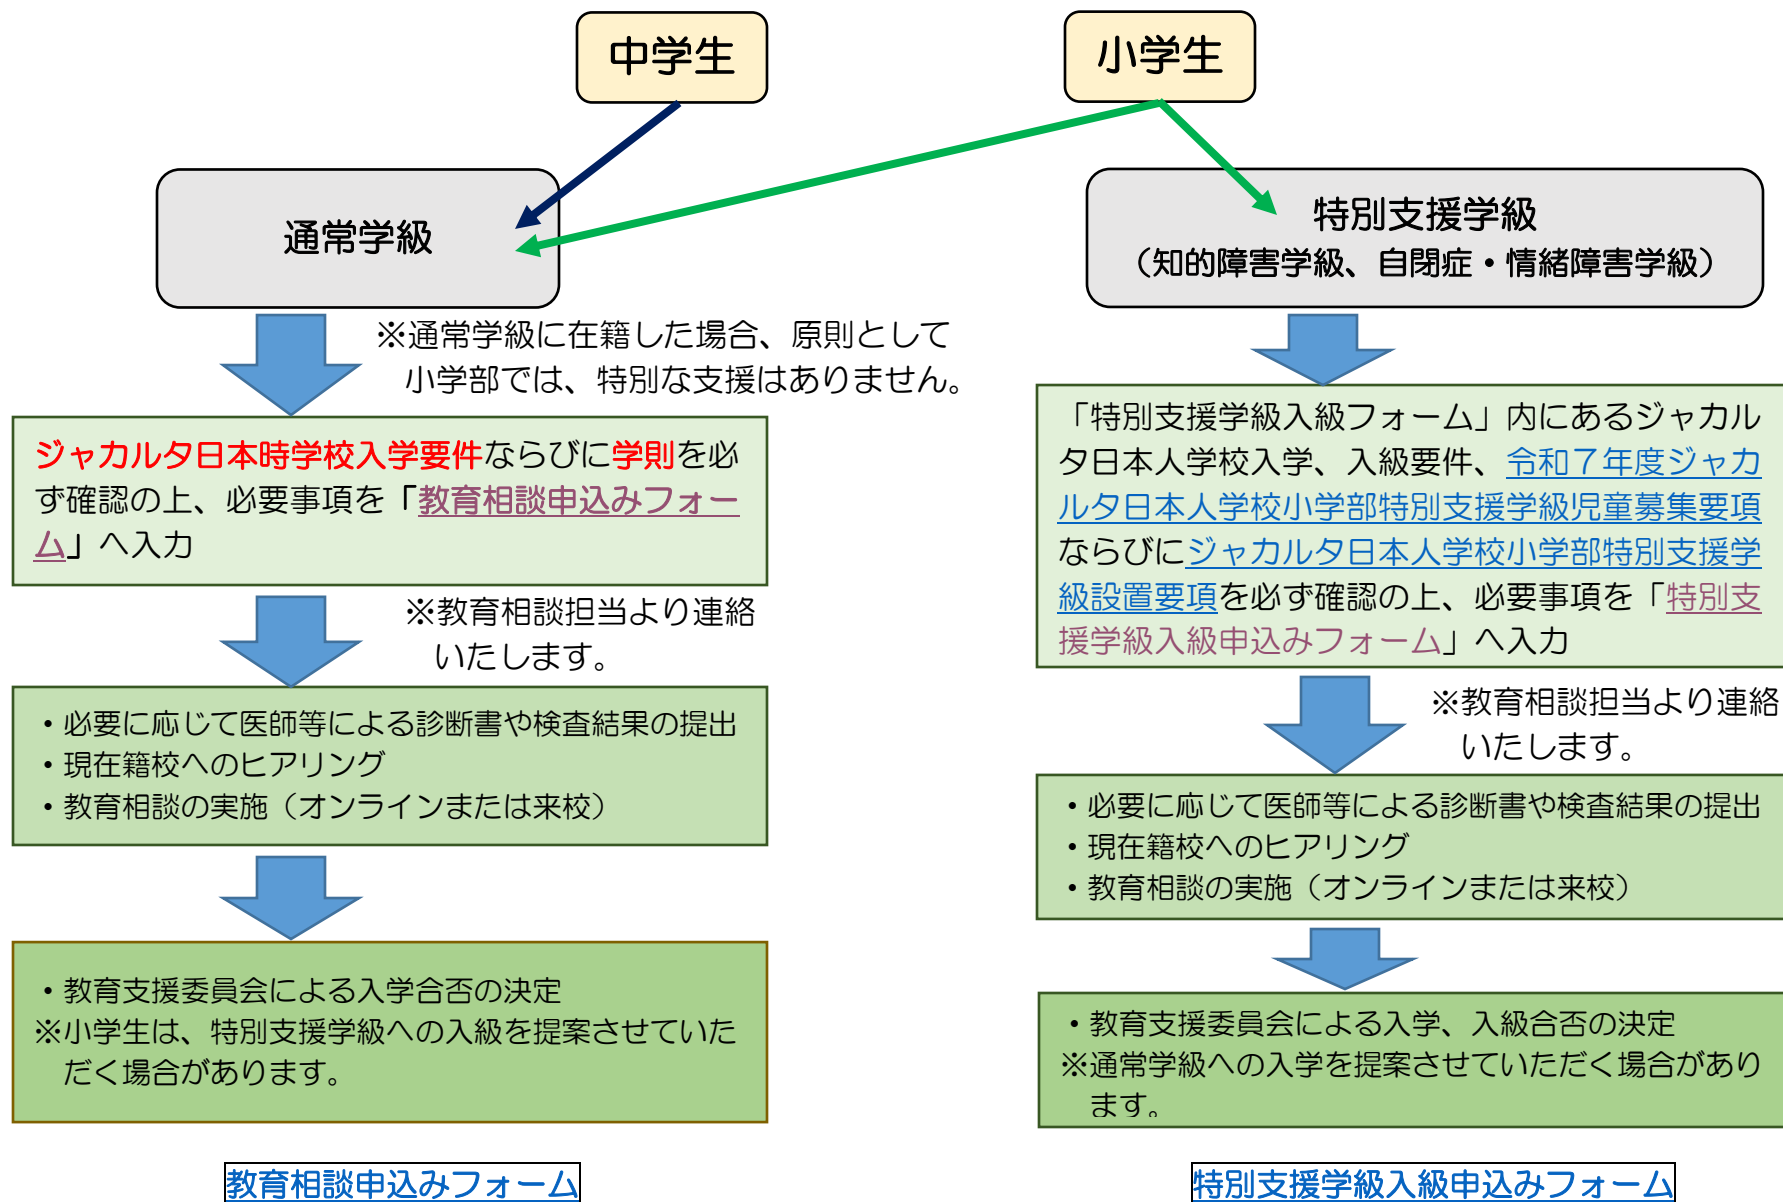 中学生
小学生
通常学級
特別支援学級
（知的障害学級、自閉症・情緒障害学級）
※通常学級に在籍した場合、原則として
小学部では、特別な支援はありません。
ジャカルタ日本時学校入学要件ならびに学則を必
ず確認の上、必要事項を「教育相談申込みフォー
ム」へ入力
※教育相談担当より連絡
いたします。
・必要に応じて医師等による診断書や検査結果の提出
・現在籍校へのヒアリング
・教育相談の実施（オンラインまたは来校）
・教育支援委員会による入学合否の決定
※小学生は、特別支援学級への入級を提案させていた
だく場合があります。
教育相談申込みフォーム
「特別支援学級入級フォーム」内にあるジャカル
タ日本人学校入学、入級要件、令和７年度ジャカ
ルタ日本人学校小学部特別支援学級児童募集要項
ならびにジャカルタ日本人学校小学部特別支援学
級設置要項を必ず確認の上、必要事項を「特別支
援学級入級申込みフォーム」へ入力
※教育相談担当より連絡
いたします。
・必要に応じて医師等による診断書や検査結果の提出
・現在籍校へのヒアリング
・教育相談の実施（オンラインまたは来校）
・教育支援委員会による入学、入級合否の決定
※通常学級への入学を提案させていただく場合があり
ます。
特別支援学級入級申込みフォーム